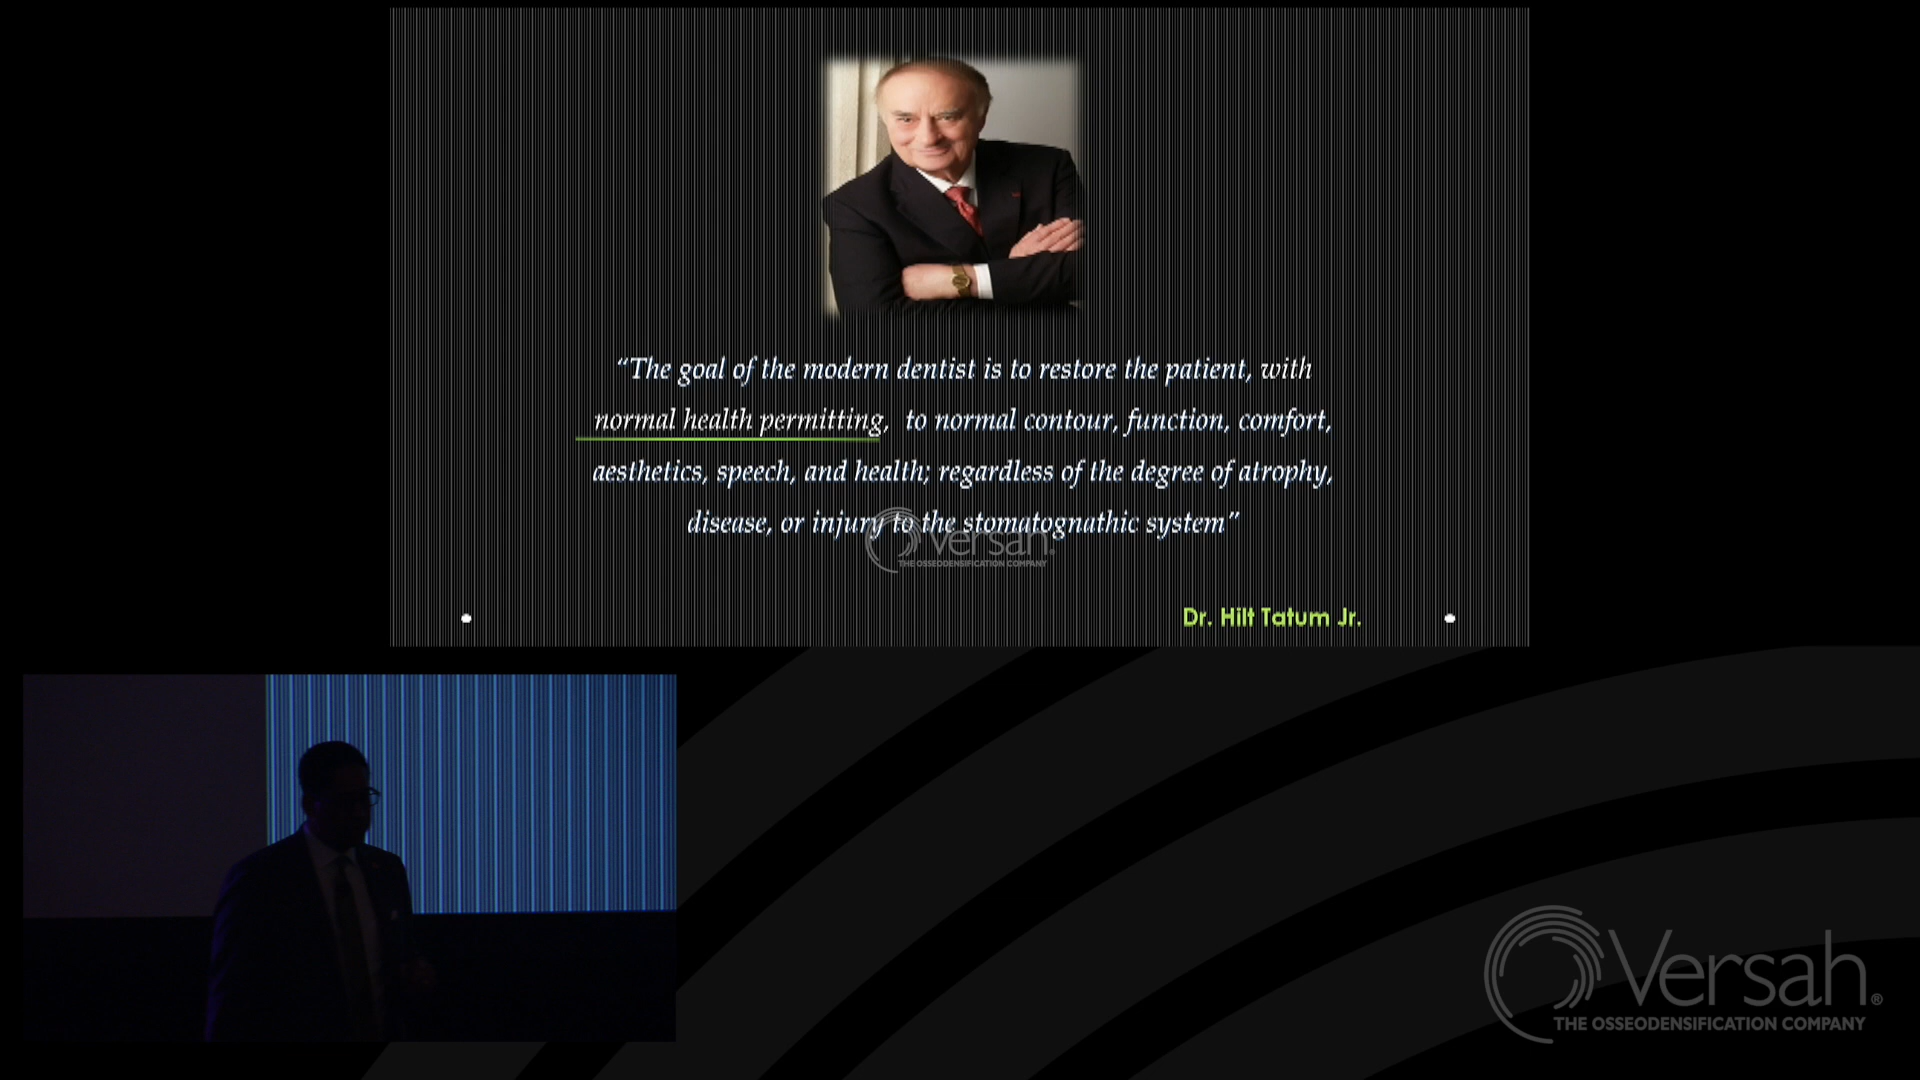 “The goal of the modern dentist is to restore the patient, with
normal health permitting, to normal contour, function, comfort,
aesthetics, speech, and health; regardless of the degree of atrophy,
disease, or injury to the stomatognathic system”
Versah®
THE OSSEODENSIFICATION COMPANY
Dr. Hilt Tatum Jr.
Versah®
THE OSSEODENSIFICATION COMPANY